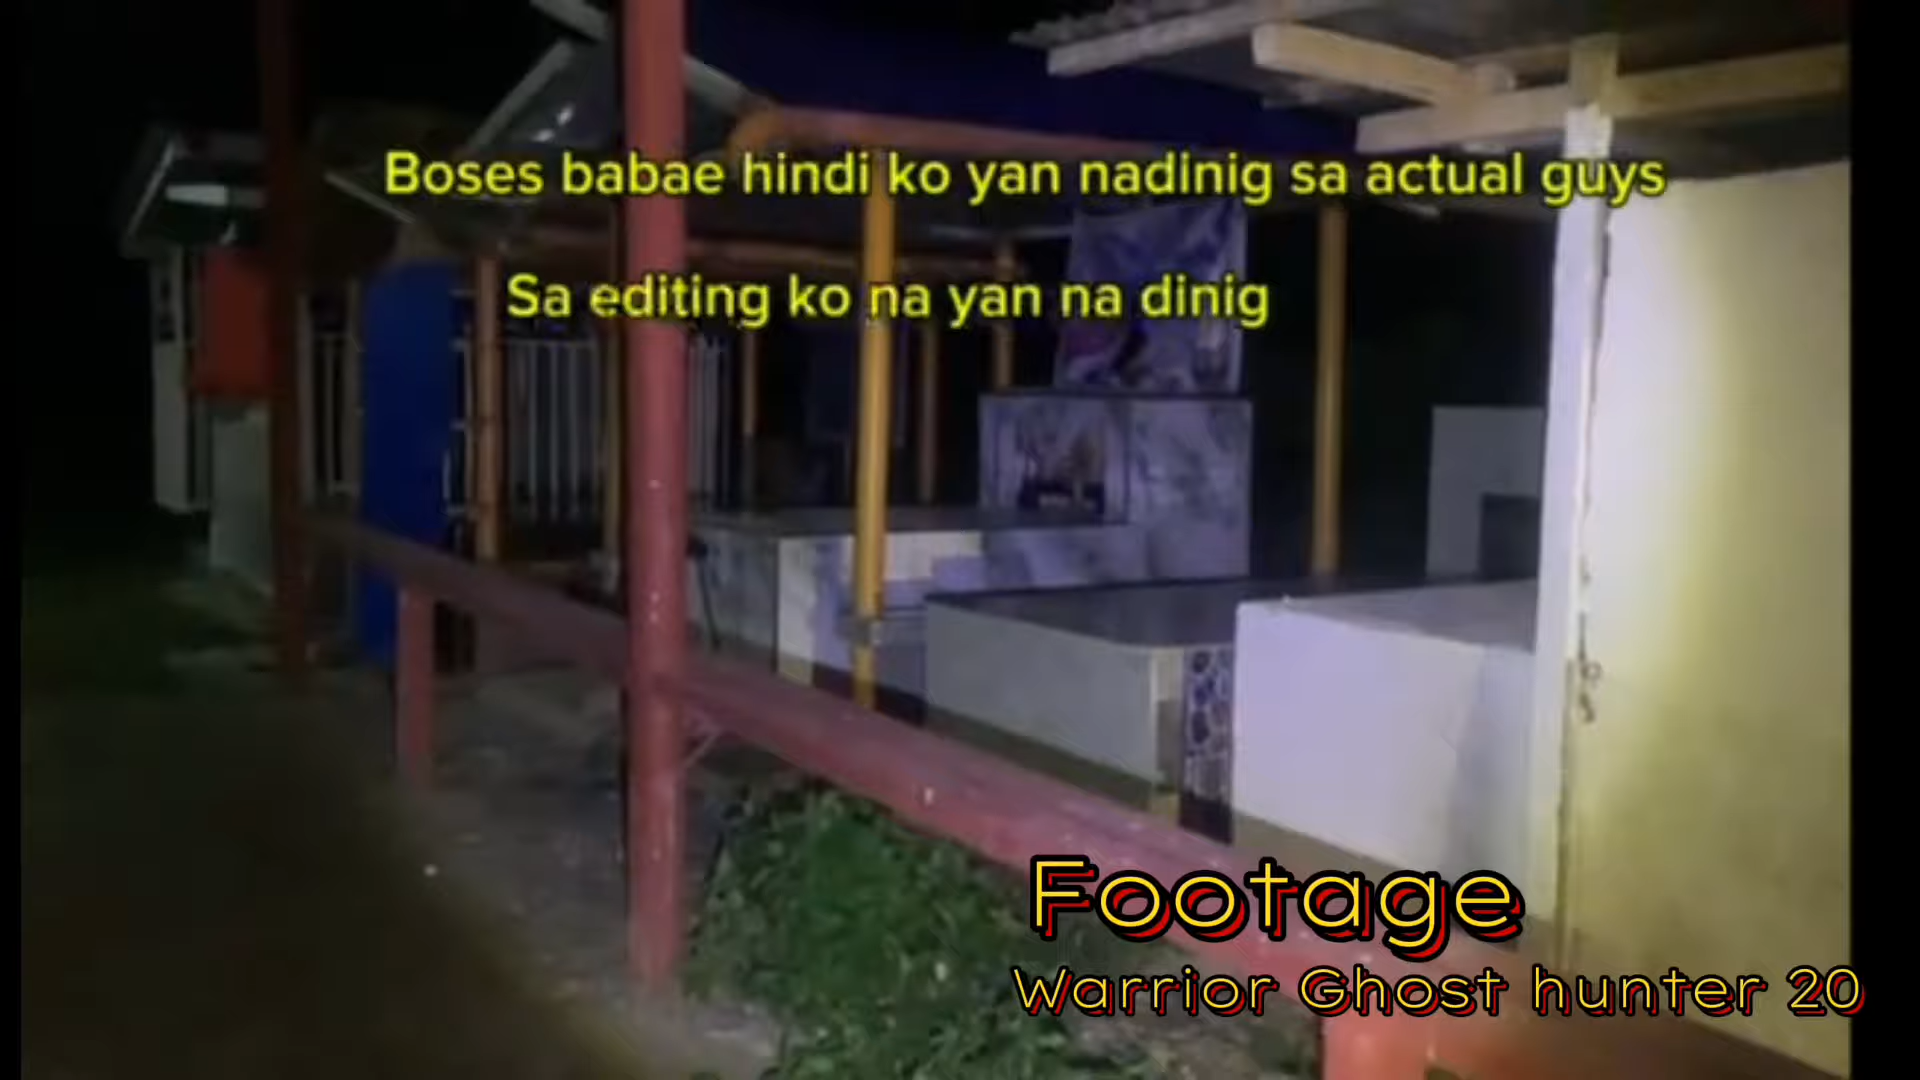 Boses babae hindi ko yan nadinig sa actual guys
Sa editing ko na yan na dinig
Footage
Warrior Ghost hunter 20